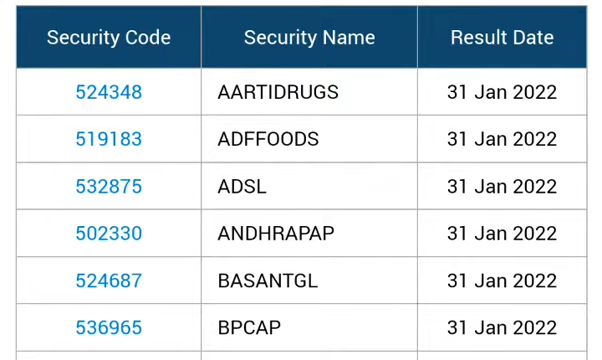 Security Code Security Name Result Date
524348 AARTIDRUGS 31 Jan 2022
519183 ADFFOODS 31 Jan 2022
532875 ADSL 31 Jan 2022
502330 ANDHRAPAP 31 Jan 2022
524687 BASANTGL 31 Jan 2022
536965 BPCAP 31 Jan 2022